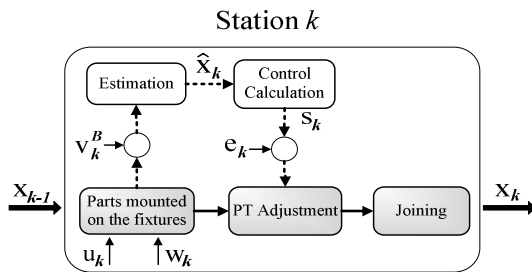 Station k
Estimation
x̂k
Control
Calculation
sk
vkB
ek
xk-1
Parts mounted
on the fixtures
PT Adjustment
Joining
xk
uk
wk